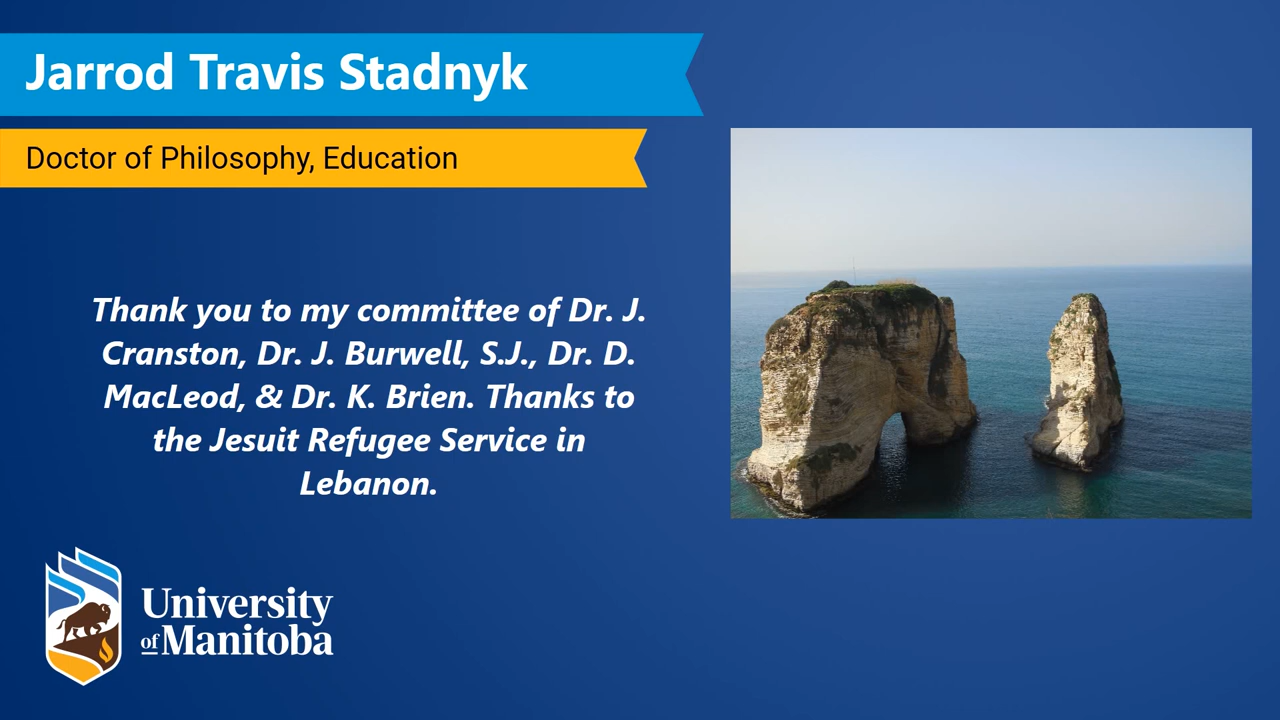 Jarrod Travis Stadnyk
Doctor of Philosophy, Education
Thank you to my committee of Dr. J.
Cranston, Dr. J. Burwell, S.J., Dr. D.
MacLeod, & Dr. K. Brien. Thanks to
the Jesuit Refugee Service in
Lebanon.
University
of Manitoba